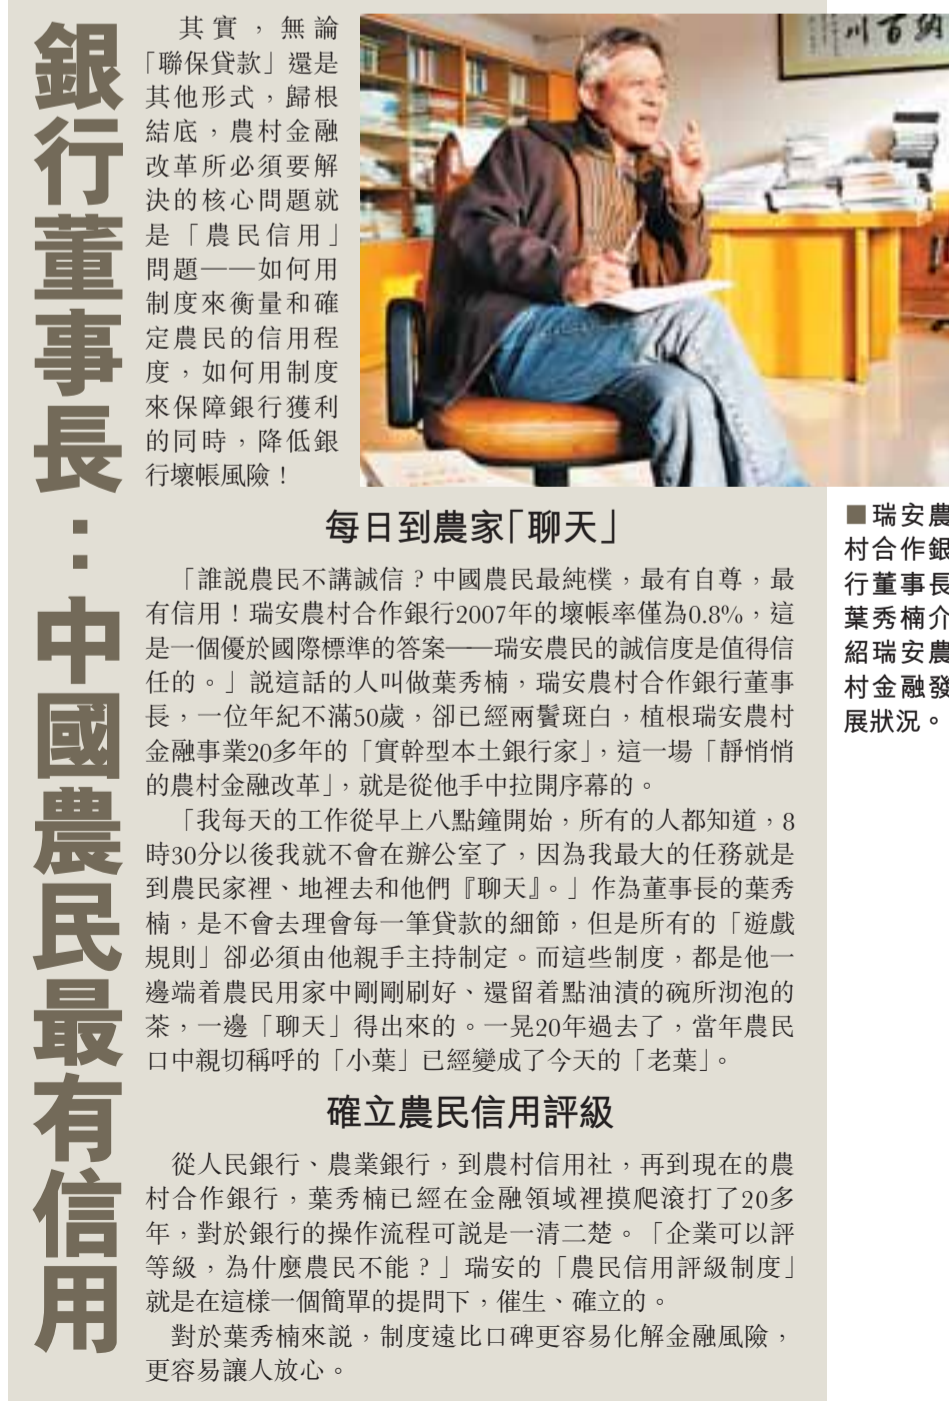 銀行董事長：中國農民最有信用
其實，無論
「聯保貸款」還是
其他形式，歸根
結底，農村金融
改革所必須要解
決的核心問題就
是「農民信用」
問題——如何用
制度來衡量和確
定農民的信用程
度，如何用制度
來保障銀行獲利
的同時，降低銀
行壞帳風險！
納百川
■瑞安農
村合作銀
行董事長
葉秀楠介
紹瑞安農
村金融發
展狀況。
每日到農家「聊天」
「誰説農民不講誠信？中國農民最純樸，最有自尊，最
有信用！瑞安農村合作銀行2007年的壞帳率僅為0.8%，這
是一個優於國際標準的答案——瑞安農民的誠信度是值得信
任的。」説這話的人叫做葉秀楠，瑞安農村合作銀行董事
長，一位年紀不滿50歲，卻已經兩鬢斑白，植根瑞安農村
金融事業20多年的「實幹型本土銀行家」，這一場「靜悄悄
的農村金融改革」，就是從他手中拉開序幕的。
「我每天的工作從早上八點鐘開始，所有的人都知道，8
時30分以後我就不會在辦公室了，因為我最大的任務就是
到農民家裡、地裡去和他們『聊天』。」作為董事長的葉秀
楠，是不會去理會每一筆貸款的細節，但是所有的「遊戲
規則」卻必須由他親手主持制定。而這些制度，都是他一
邊端着農民用家中剛剛刷好、還留着點油漬的碗所沏泡的
茶，一邊「聊天」得出來的。一晃20年過去了，當年農民
口中親切稱呼的「小葉」已經變成了今天的「老葉」。
確立農民信用評級
從人民銀行、農業銀行，到農村信用社，再到現在的農
村合作銀行，葉秀楠已經在金融領域裡摸爬滾打了20多
年，對於銀行的操作流程可説是一清二楚。「企業可以評
等級，為什麼農民不能？」瑞安的「農民信用評級制度」
就是在這樣一個簡單的提問下，催生、確立的。
對於葉秀楠來説，制度遠比口碑更容易化解金融風險，
更容易讓人放心。